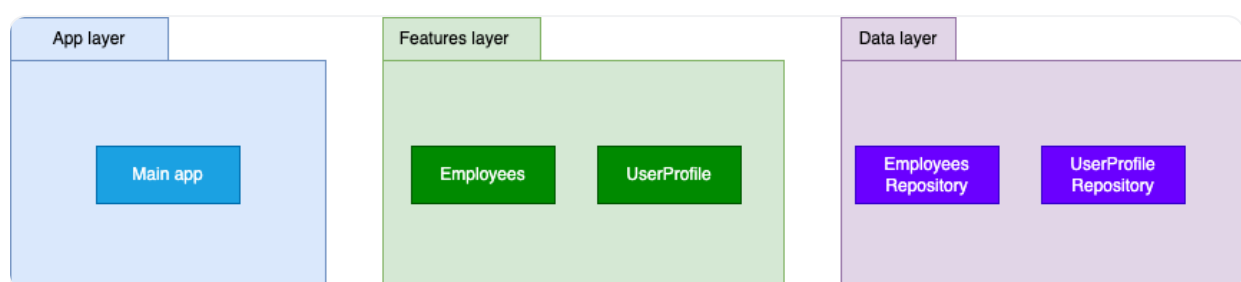 App layer
Features layer
Data layer
Main app
Employees
UserProfile
Employees
Repository
UserProfile
Repository